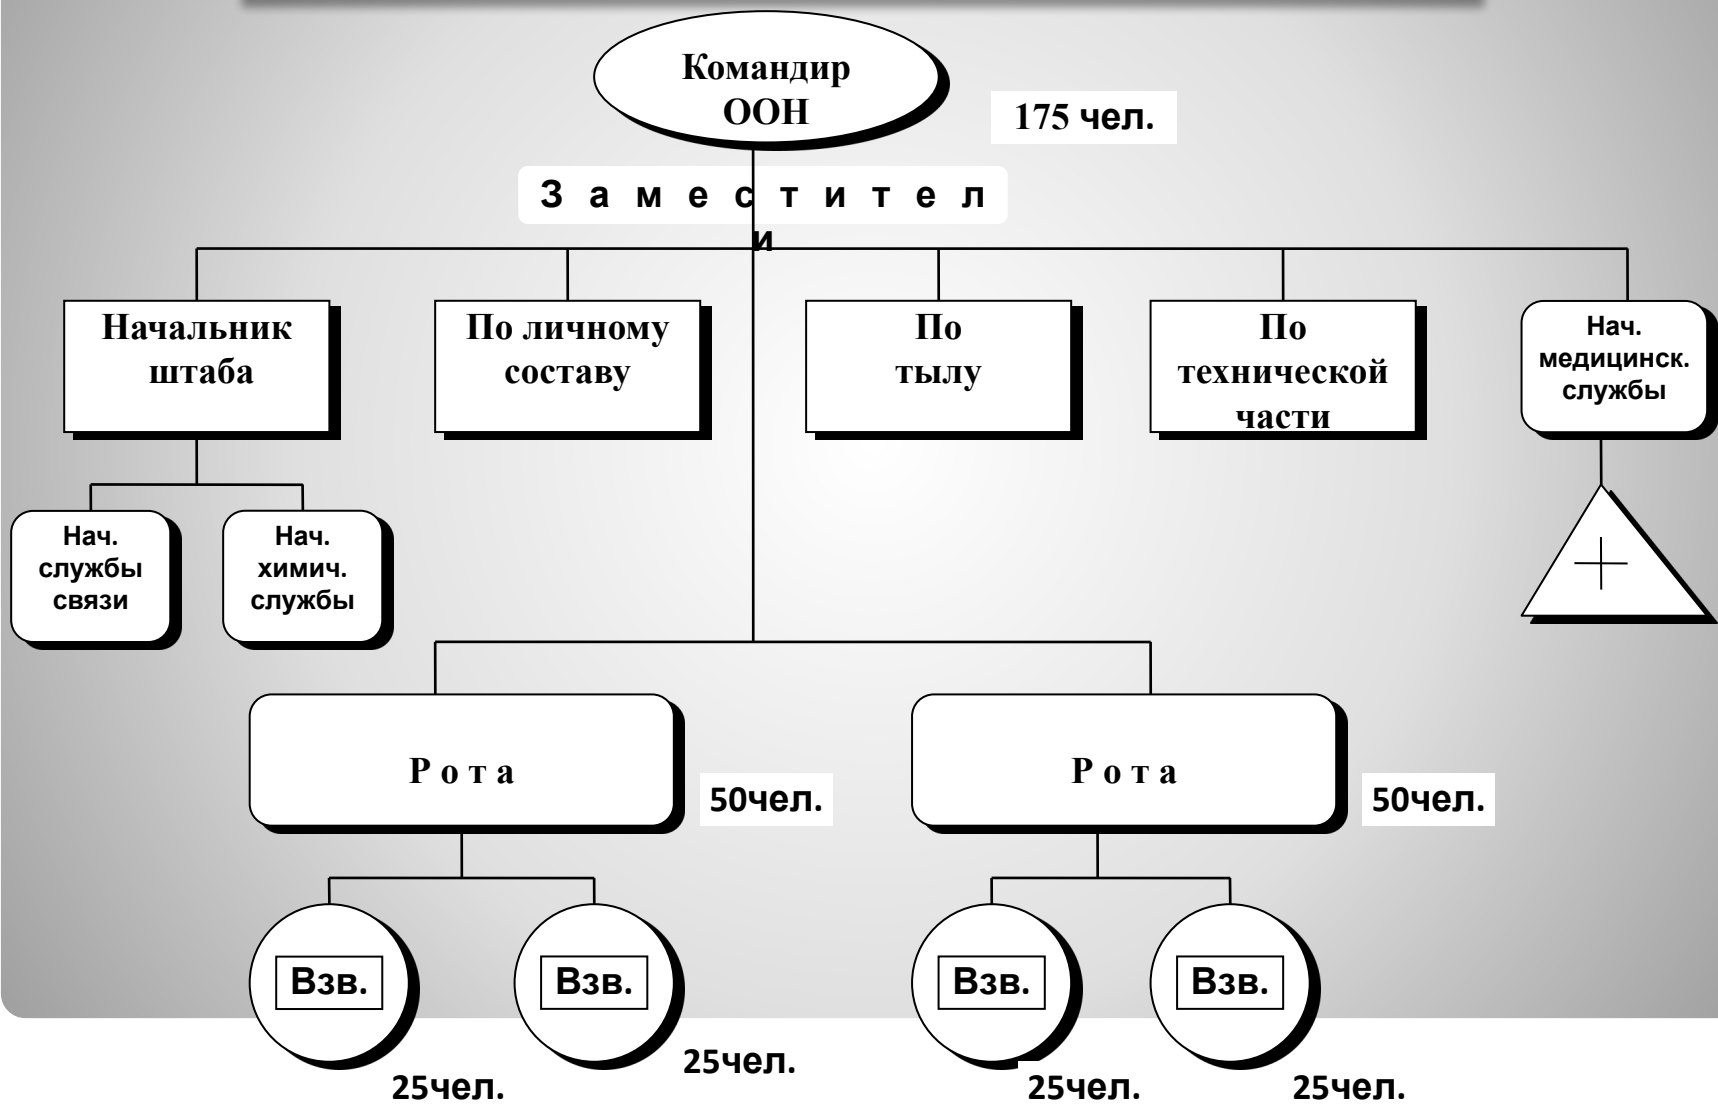 Командир
ООН
175 чел.
З а м е с т и т е л
и
Начальник
штаба
По личному
составу
По
тылу
По
технической
части
Нач.
медицинск.
службы
Нач.
службы
связи
Нач.
химич.
службы
Р о т а
50чел.
Р о т а
50чел.
Взв.
Взв.
Взв.
Взв.
25чел.
25чел.
25чел.
25чел.